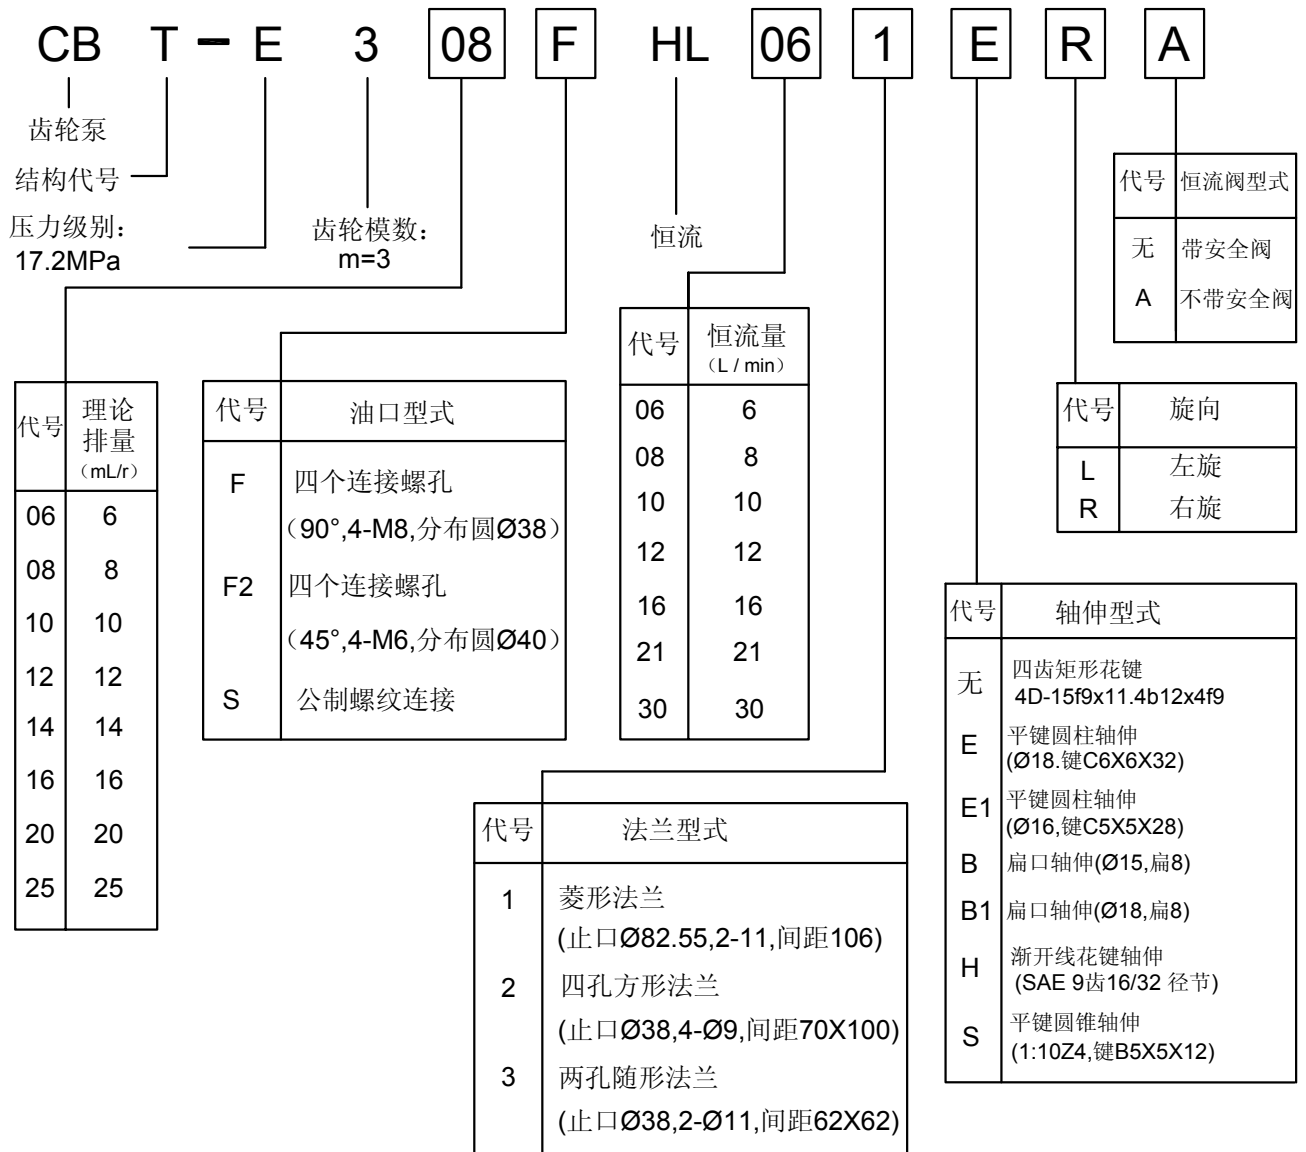 CB T – E 3 08 F HL 06 1 E R A
齿轮泵
结构代号
压力级别：
17.2MPa
齿轮模数：
m=3
恒流
代号 恒流阀型式
无 带安全阀
A 不带安全阀
代号 旋向
L 左旋
R 右旋
代号 恒流量
（L / min）
06 6
08 8
10 10
12 12
16 16
21 21
30 30
代号 理论
排量
（mL/r）
06 6
08 8
10 10
12 12
14 14
16 16
20 20
25 25
代号 油口型式
F 四个连接螺孔
（90°,4-M8,分布圆Ø38）
F2 四个连接螺孔
（45°,4-M6,分布圆Ø40）
S 公制螺纹连接
代号 轴伸型式
无 四齿矩形花键
4D-15f9x11.4b12x4f9
E 平键圆柱轴伸
(Ø18.键C6X6X32)
E1 平键圆柱轴伸
(Ø16,键C5X5X28)
B 扁口轴伸(Ø15,扁8)
B1 扁口轴伸(Ø18,扁8)
H 渐开线花键轴伸
(SAE 9齿16/32 径节)
S 平键圆锥轴伸
(1:10Z4,键B5X5X12)
代号 法兰型式
1 菱形法兰
(止口Ø82.55,2-11,间距106)
2 四孔方形法兰
(止口Ø38,4-Ø9,间距70X100)
3 两孔随形法兰
(止口Ø38,2-Ø11,间距62X62)